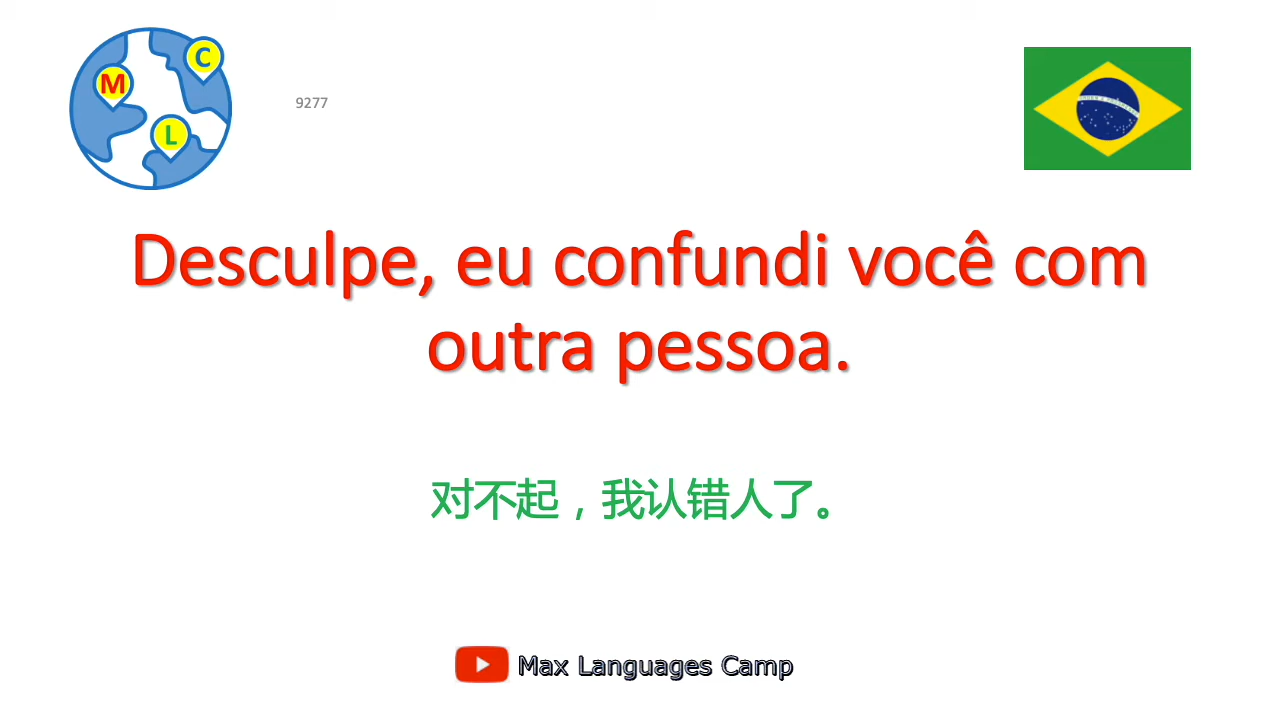 M
C
L
9277
Desculpe, eu confundi você com
outra pessoa.
对不起，我认错人了。
Max Languages Camp